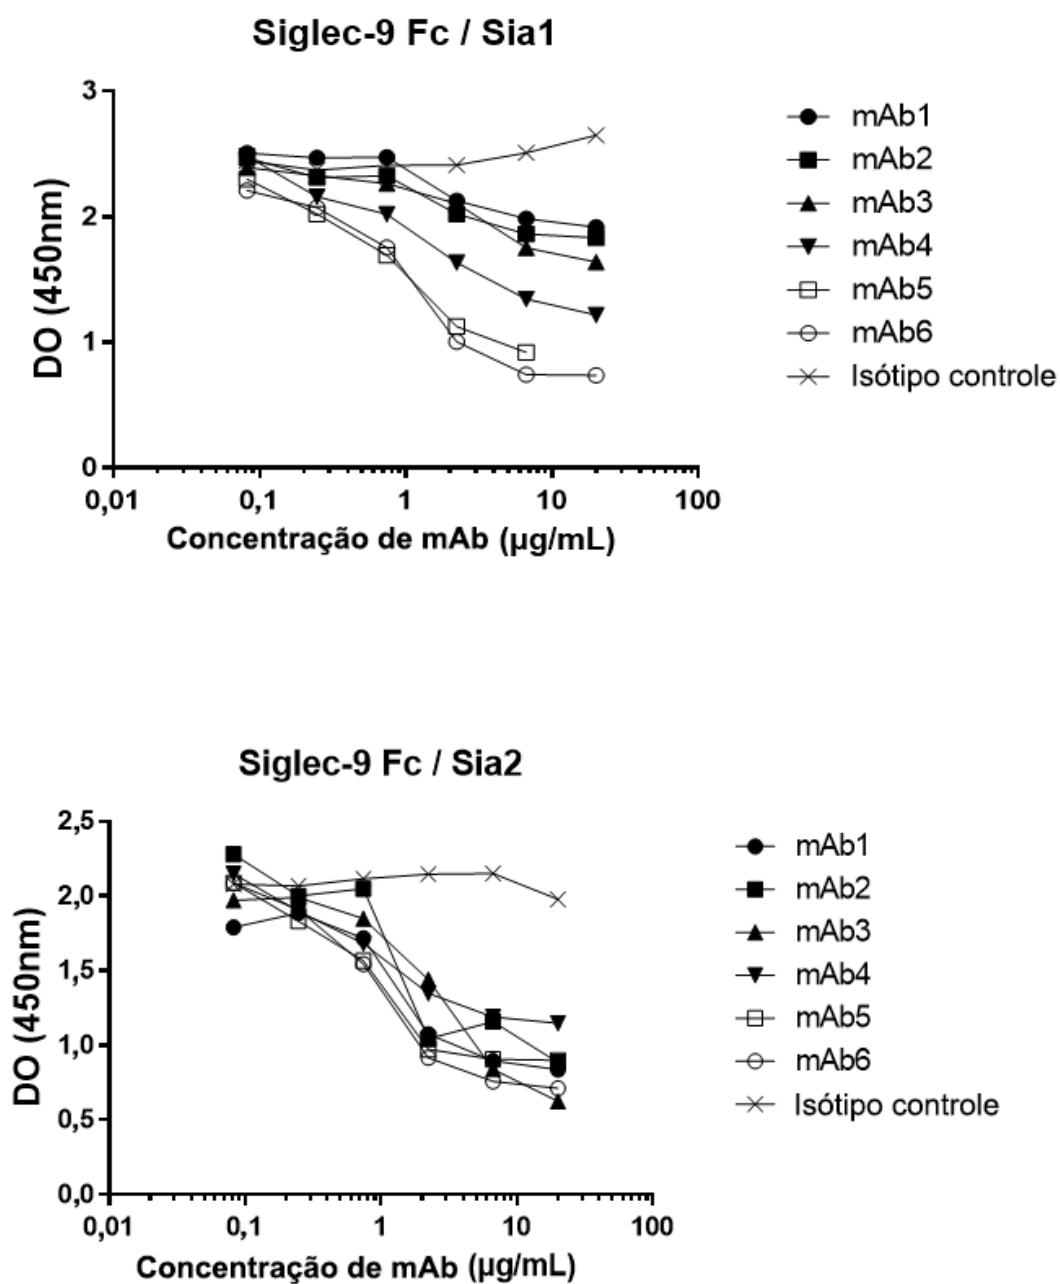 Siglec-9 Fc / Sia1
3
2
1
0
DO (450nm)
0,01
0,1
1
10
100
Concentração de mAb (µg/mL)
mAb1
mAb2
mAb3
mAb4
mAb5
mAb6
Isótipo controle
Siglec-9 Fc / Sia2
2,5
2,0
1,5
1,0
0,5
0,0
DO (450nm)
0,01
0,1
1
10
100
Concentração de mAb (µg/mL)
mAb1
mAb2
mAb3
mAb4
mAb5
mAb6
Isótipo controle